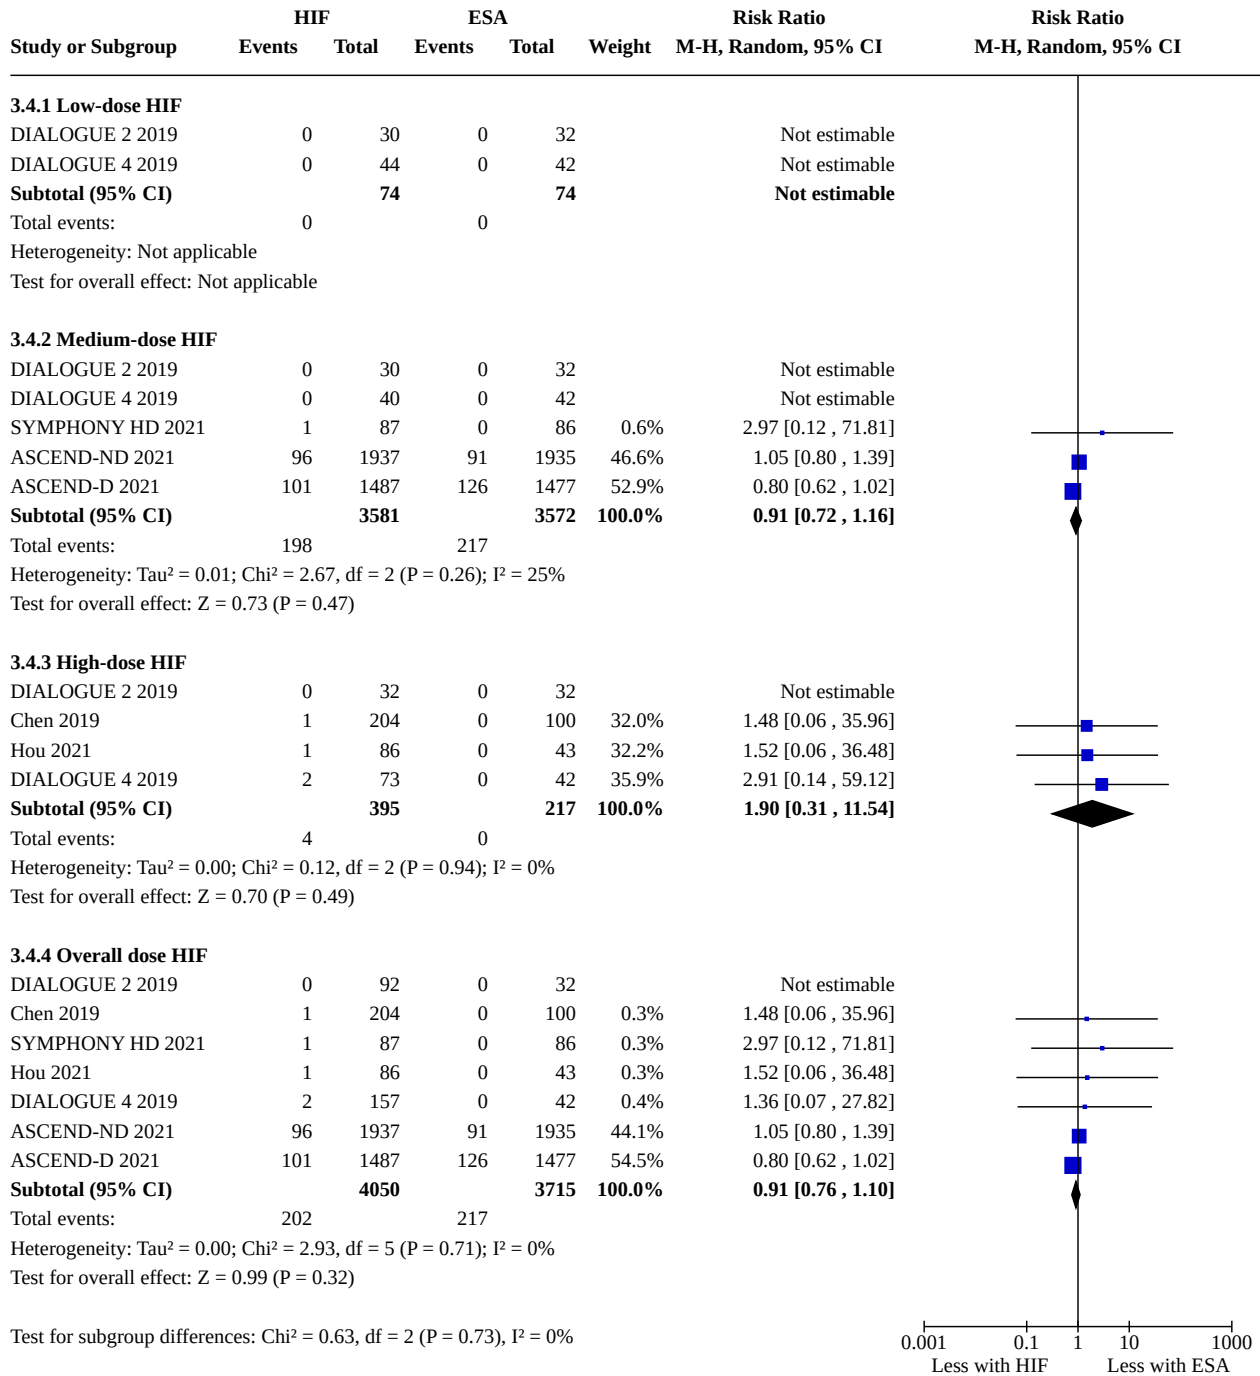 HIF ESA Risk Ratio Risk Ratio
Study or Subgroup Events Total Events Total Weight M-H, Random, 95% CI M-H, Random, 95% CI
3.4.1 Low-dose HIF
DIALOGUE 2 2019 0 30 0 32 Not estimable
DIALOGUE 4 2019 0 44 0 42 Not estimable
Subtotal (95% CI) 74 74 Not estimable
Total events: 0 0
Heterogeneity: Not applicable
Test for overall effect: Not applicable
3.4.2 Medium-dose HIF
DIALOGUE 2 2019 0 30 0 32 Not estimable
DIALOGUE 4 2019 0 40 0 42 Not estimable
SYMPHONY HD 2021 1 87 0 86 0.6% 2.97 [0.12 , 71.81]
ASCEND-ND 2021 96 1937 91 1935 46.6% 1.05 [0.80 , 1.39]
ASCEND-D 2021 101 1487 126 1477 52.9% 0.80 [0.62 , 1.02]
Subtotal (95% CI) 3581 3572 100.0% 0.91 [0.72 , 1.16]
Total events: 198 217
Heterogeneity: Tau² = 0.01; Chi² = 2.67, df = 2 (P = 0.26); I² = 25%
Test for overall effect: Z = 0.73 (P = 0.47)
3.4.3 High-dose HIF
DIALOGUE 2 2019 0 32 0 32 Not estimable
Chen 2019 1 204 0 100 32.0% 1.48 [0.06 , 35.96]
Hou 2021 1 86 0 43 32.2% 1.52 [0.06 , 36.48]
DIALOGUE 4 2019 2 73 0 42 35.9% 2.91 [0.14 , 59.12]
Subtotal (95% CI) 395 217 100.0% 1.90 [0.31 , 11.54]
Total events: 4 0
Heterogeneity: Tau² = 0.00; Chi² = 0.12, df = 2 (P = 0.94); I² = 0%
Test for overall effect: Z = 0.70 (P = 0.49)
3.4.4 Overall dose HIF
DIALOGUE 2 2019 0 92 0 32 Not estimable
Chen 2019 1 204 0 100 0.3% 1.48 [0.06 , 35.96]
SYMPHONY HD 2021 1 87 0 86 0.3% 2.97 [0.12 , 71.81]
Hou 2021 1 86 0 43 0.3% 1.52 [0.06 , 36.48]
DIALOGUE 4 2019 2 157 0 42 0.4% 1.36 [0.07 , 27.82]
ASCEND-ND 2021 96 1937 91 1935 44.1% 1.05 [0.80 , 1.39]
ASCEND-D 2021 101 1487 126 1477 54.5% 0.80 [0.62 , 1.02]
Subtotal (95% CI) 4050 3715 100.0% 0.91 [0.76 , 1.10]
Total events: 202 217
Heterogeneity: Tau² = 0.00; Chi² = 2.93, df = 5 (P = 0.71); I² = 0%
Test for overall effect: Z = 0.99 (P = 0.32)
Test for subgroup differences: Chi² = 0.63, df = 2 (P = 0.73), I² = 0%
0.001 0.1 1 10 1000
Less with HIF Less with ESA